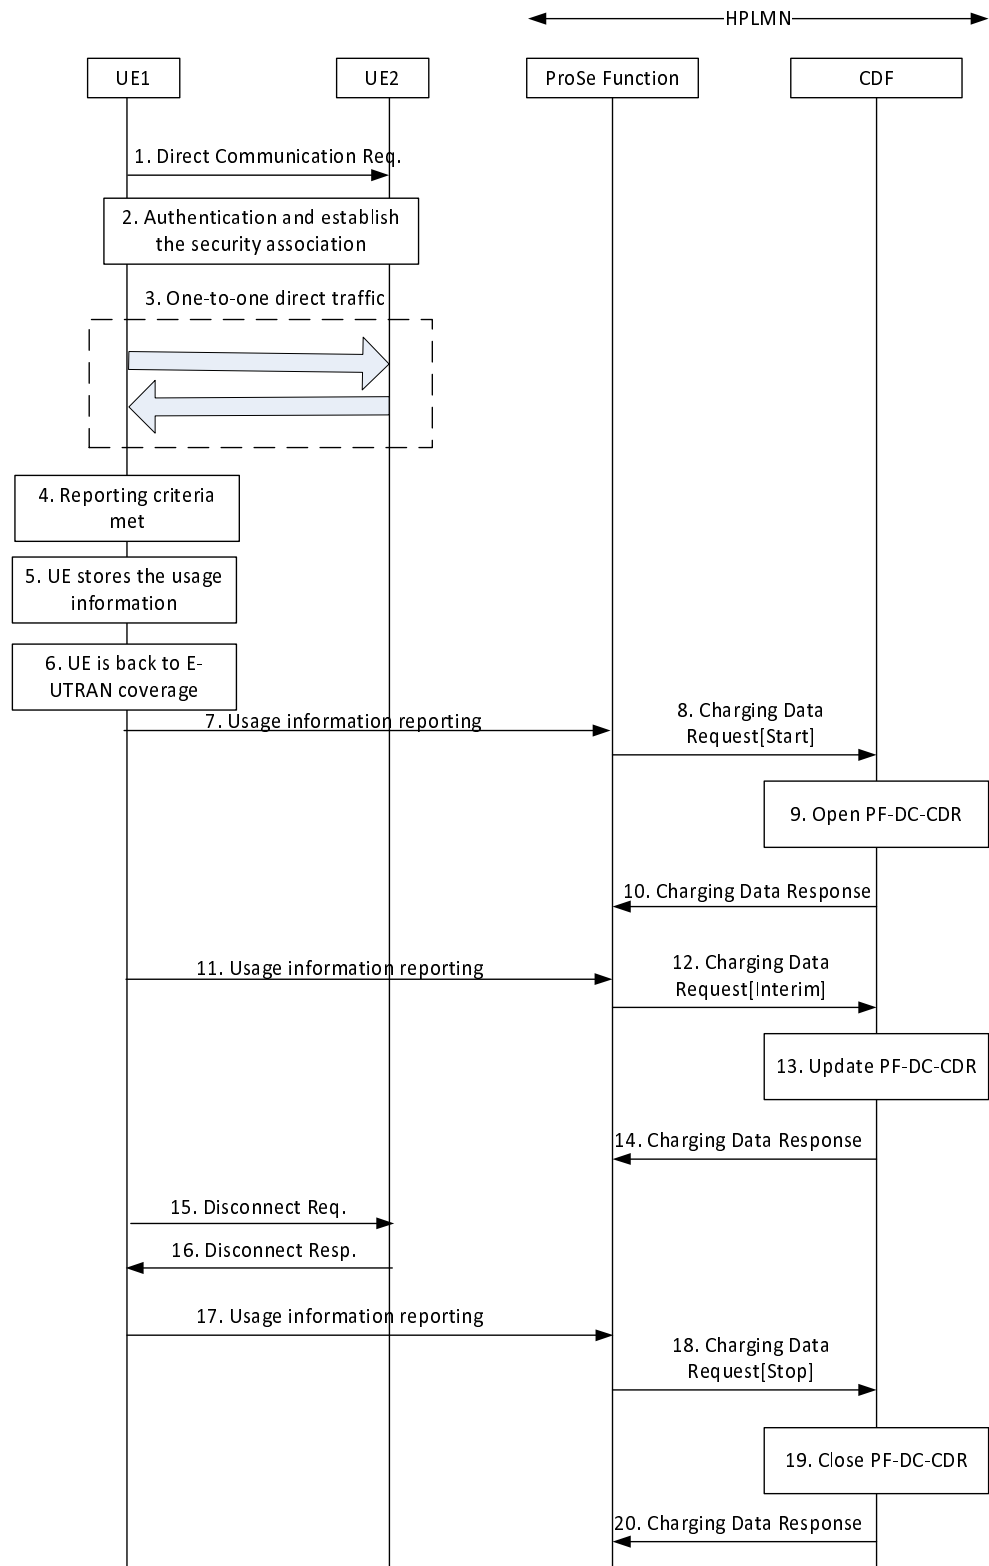 HPLMN
UE1
UE2
ProSe Function
CDF
1. Direct Communication Req.
2. Authentication and establish
the security association
3. One-to-one direct traffic
4. Reporting criteria
met
5. UE stores the usage
information
6. UE is back to E-
UTRAN coverage
7. Usage information reporting
8. Charging Data
Request[Start]
9. Open PF-DC-CDR
10. Charging Data Response
11. Usage information reporting
12. Charging Data
Request[Interim]
13. Update PF-DC-CDR
14. Charging Data Response
15. Disconnect Req.
16. Disconnect Resp.
17. Usage information reporting
18. Charging Data
Request[Stop]
19. Close PF-DC-CDR
20. Charging Data Response